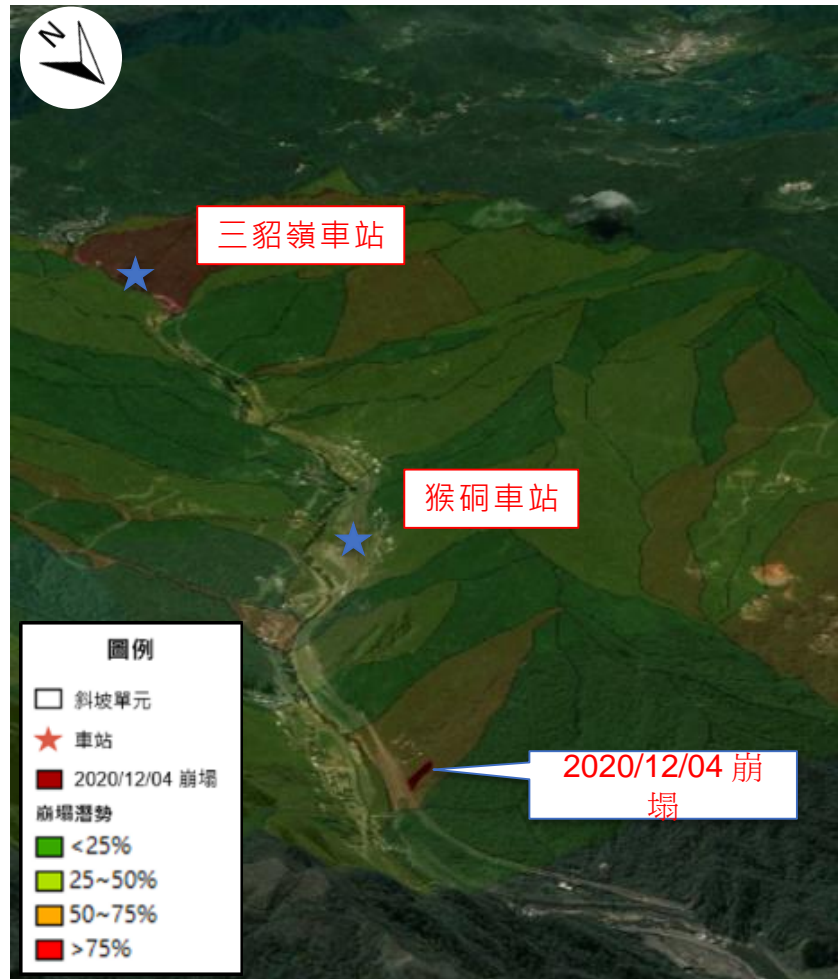 N
三貂嶺車站
猴硐車站
2020/12/04 崩
塌
圖例
斜坡單元
車站
2020/12/04 崩塌
崩塌潛勢
<25%
25~50%
50~75%
>75%